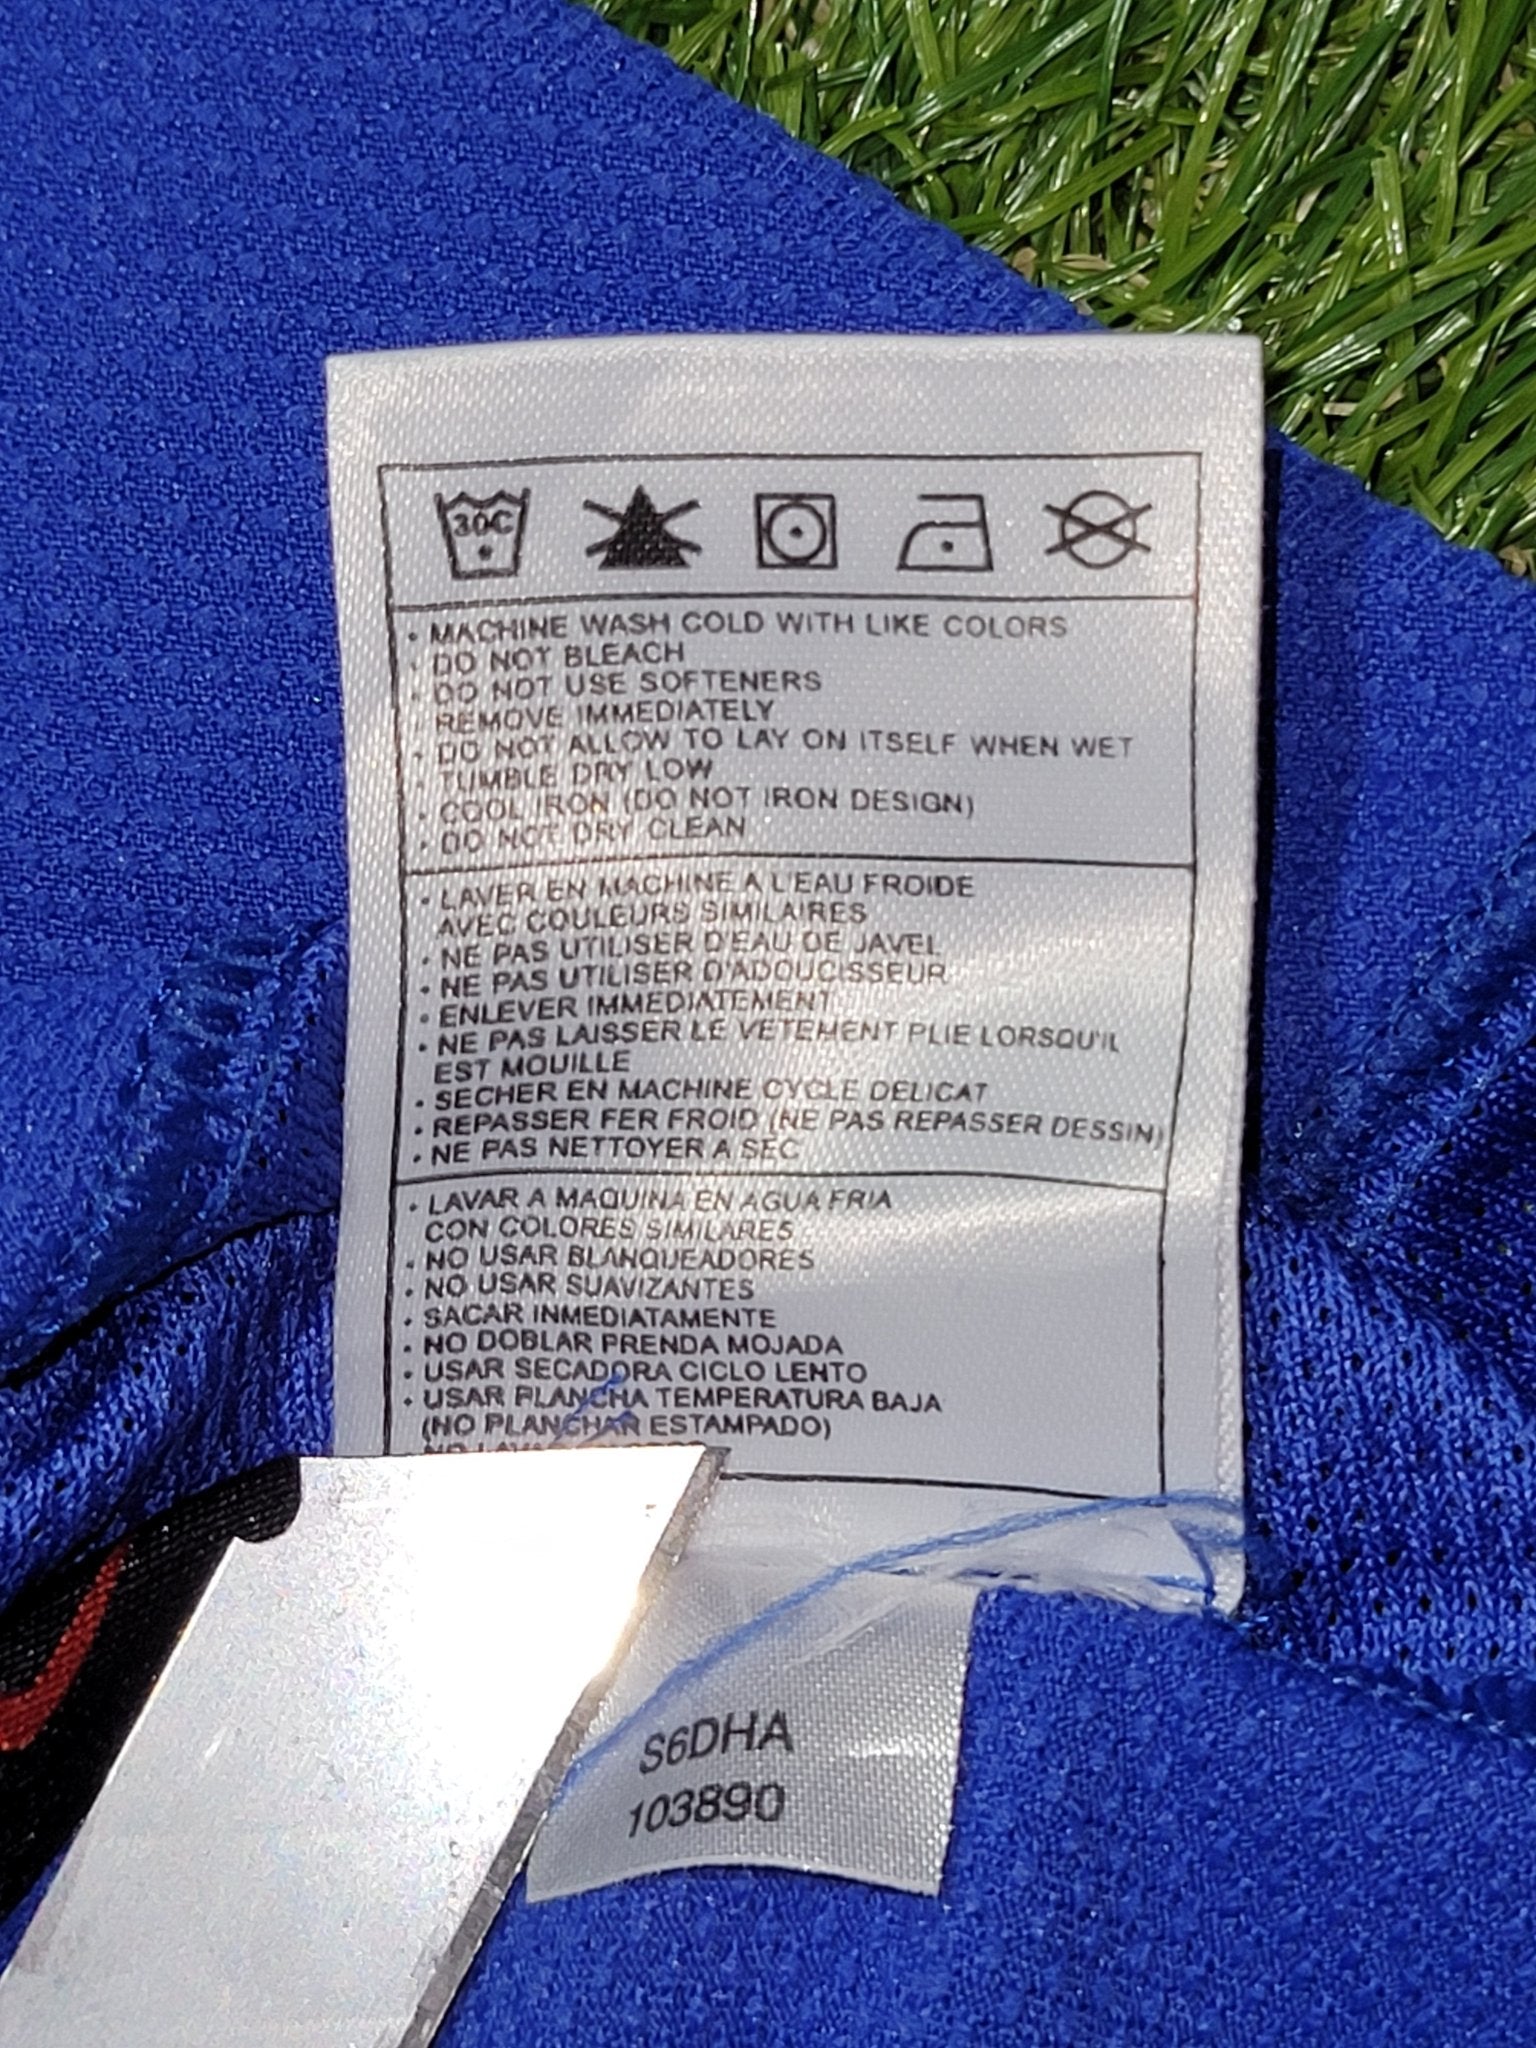 30C
• MACHINE WASH COLD WITH LIKE COLORS
• DO NOT BLEACH
• DO NOT USE SOFTENERS
• REMOVE IMMEDIATELY
• DO NOT ALLOW TO LAY ON ITSELF WHEN WET
• TUMBLE DRY LOW
• COOL IRON (DO NOT IRON DESIGN)
• DO NOT DRY CLEAN
• LAVER EN MACHINE A L'EAU FROIDE
AVEC COULEURS SIMILAIRES
• NE PAS UTILISER D'EAU DE JAVEL
• NE PAS UTILISER D'ADOUCISSEUR
• ENLEVER IMMEDIATEMENT
• NE PAS LAISSER LE VETEMENT PLIE LORSQU'IL
EST MOUILLE
• SECHER EN MACHINE CYCLE DELICAT
• REPASSER FER FROID (NE PAS REPASSER DESSIN)
• NE PAS NETTOYER A SEC
• LAVAR A MAQUINA EN AGUA FRIA
CON COLORES SIMILARES
• NO USAR BLANQUEADORES
• NO USAR SUAVIZANTES
• SACAR INMEDIATAMENTE
• NO DOBLAR PRENDA MOJADA
• USAR SECADORA CICLO LENTO
• USAR PLANCHA TEMPERATURA BAJA
(NO PLANCHAR ESTAMPADO)
S6DHA
103890